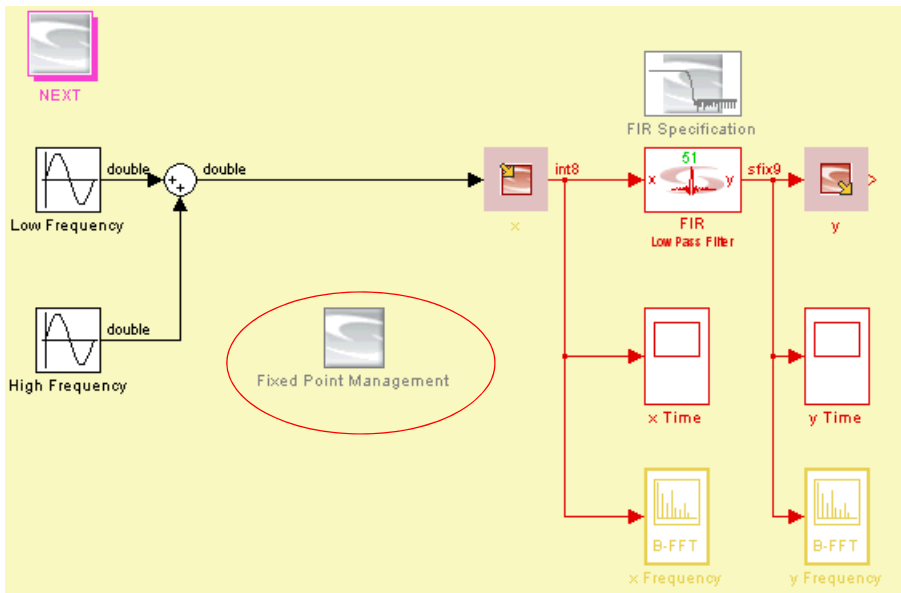 NEXT
FIR Specification
double
double
int8
51
x
y
sfix9
Low Frequency
x
FIR
Low Pass Filter
y
double
High Frequency
Fixed Point Management
x Time
y Time
B-FFT
B-FFT
x Frequency
y Frequency